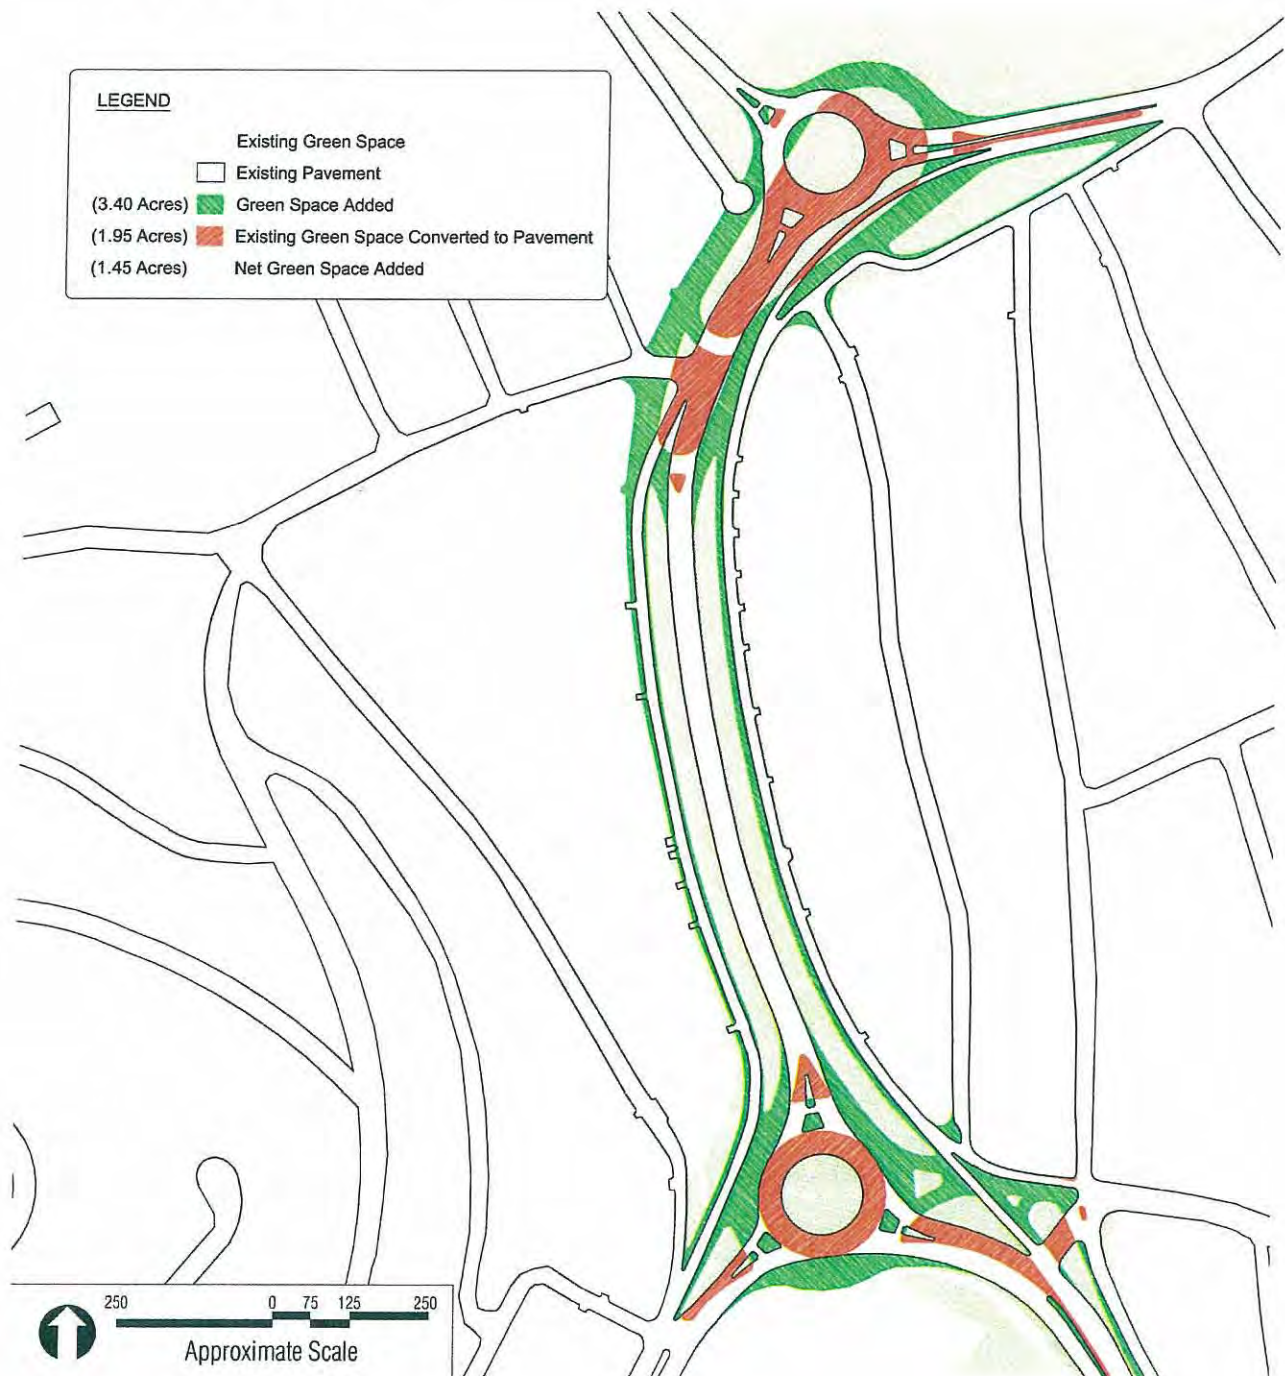 LEGEND
Existing Green Space
Existing Pavement
(3.40 Acres) Green Space Added
(1.95 Acres) Existing Green Space Converted to Pavement
(1.45 Acres) Net Green Space Added
250 0 75 125 250
Approximate Scale